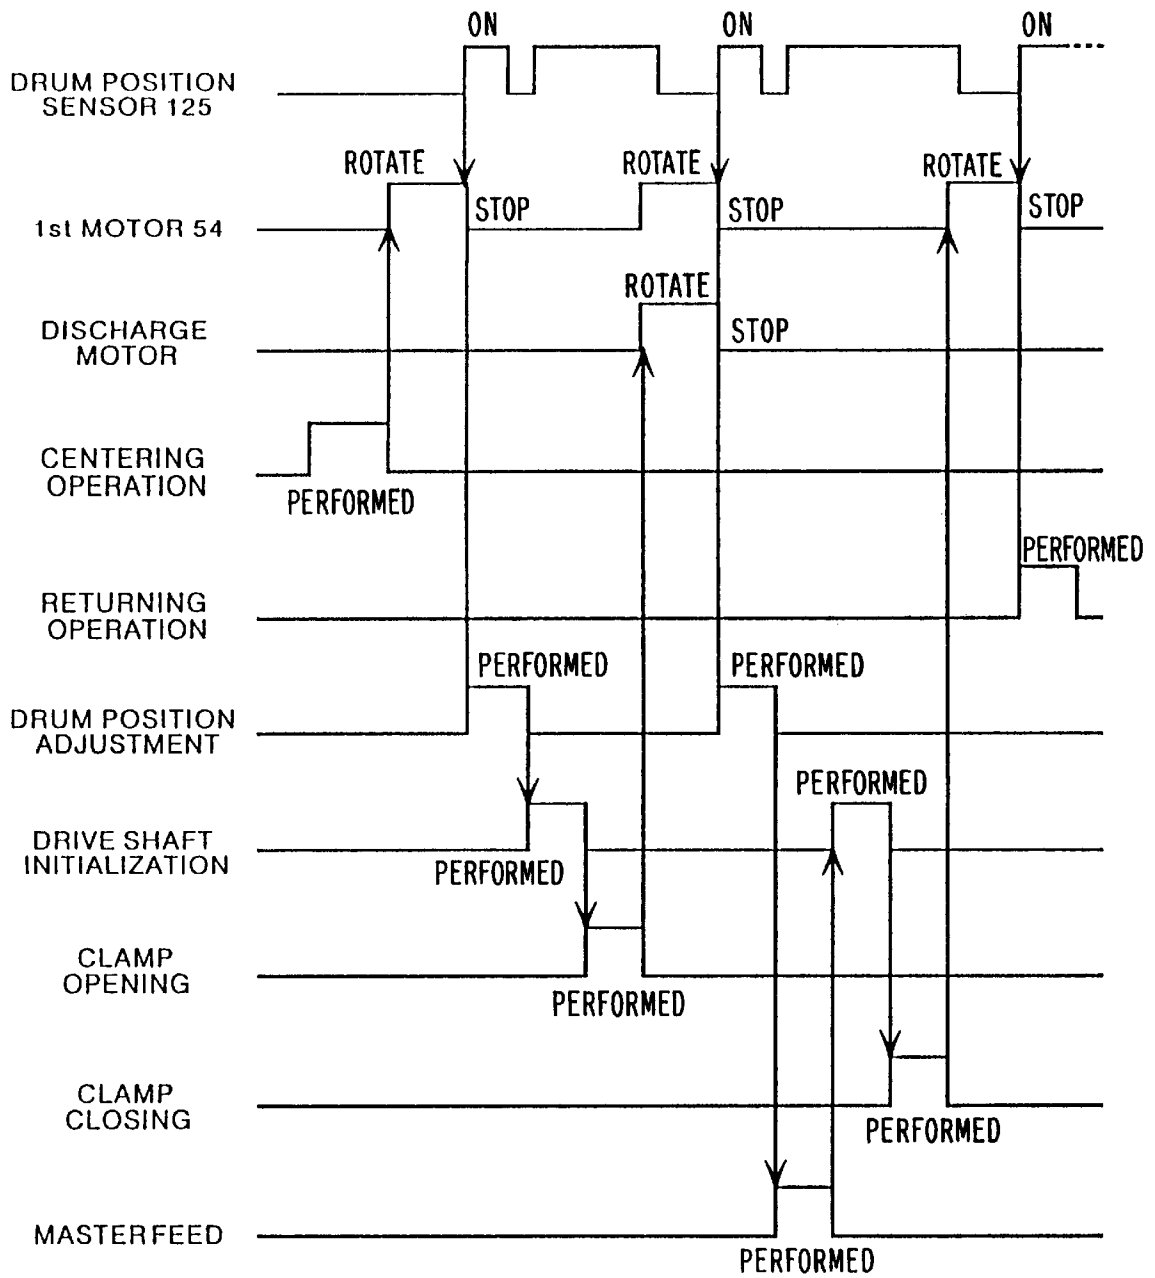 ON ON ON
DRUM POSITION
SENSOR 125
ROTATE ROTATE ROTATE
STOP STOP STOP
1st MOTOR 54
ROTATE
DISCHARGE
MOTOR
STOP
CENTERING
OPERATION
PERFORMED
PERFORMED
RETURNING
OPERATION
PERFORMED PERFORMED
DRUM POSITION
ADJUSTMENT
PERFORMED
DRIVE SHAFT
INITIALIZATION
PERFORMED
CLAMP
OPENING
PERFORMED
CLAMP
CLOSING
PERFORMED
MASTER FEED
PERFORMED